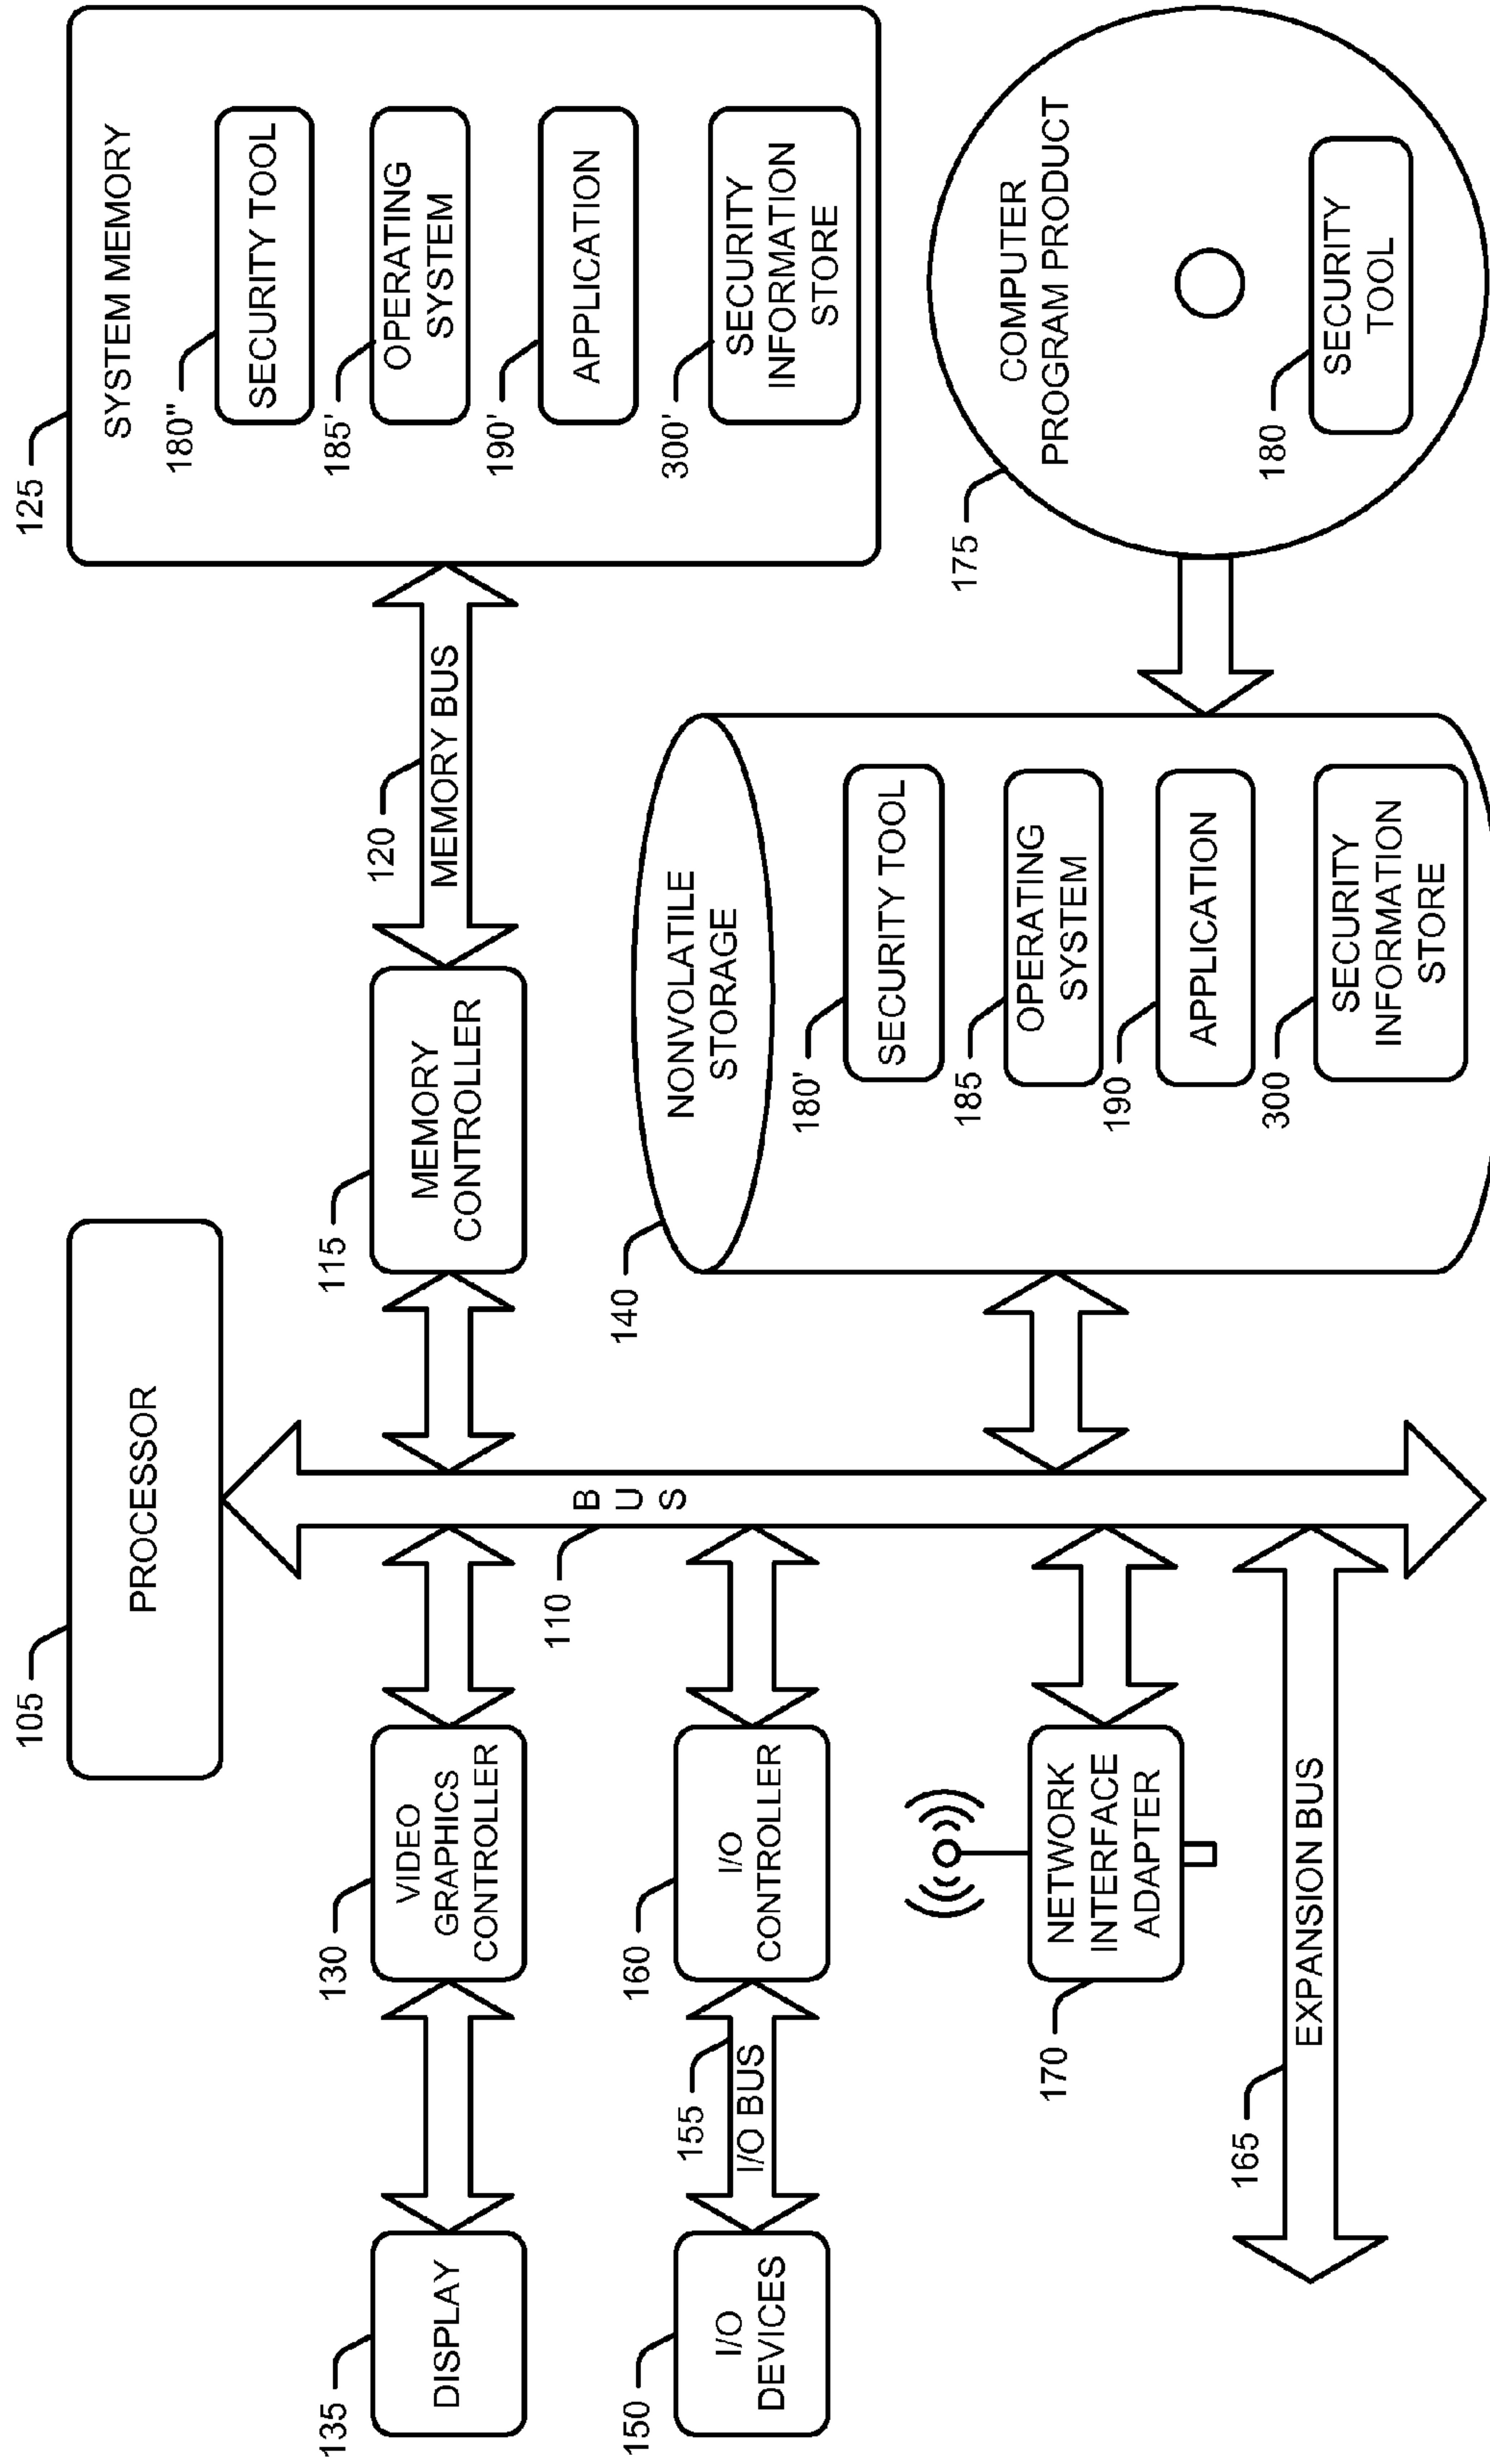 105
PROCESSOR
125
SYSTEM MEMORY
180"
SECURITY TOOL
185'
OPERATING
SYSTEM
190'
APPLICATION
300'
SECURITY
INFORMATION
STORE
135
DISPLAY
130
VIDEO
GRAPHICS
CONTROLLER
115
MEMORY
CONTROLLER
120
MEMORY BUS
110
B
U
S
150
I/O
DEVICES
155
I/O BUS
160
I/O
CONTROLLER
140
NONVOLATILE
STORAGE
180'
SECURITY TOOL
185
OPERATING
SYSTEM
190
APPLICATION
300
SECURITY
INFORMATION
STORE
175
COMPUTER
PROGRAM PRODUCT
180
SECURITY
TOOL
170
NETWORK
INTERFACE
ADAPTER
165
EXPANSION BUS